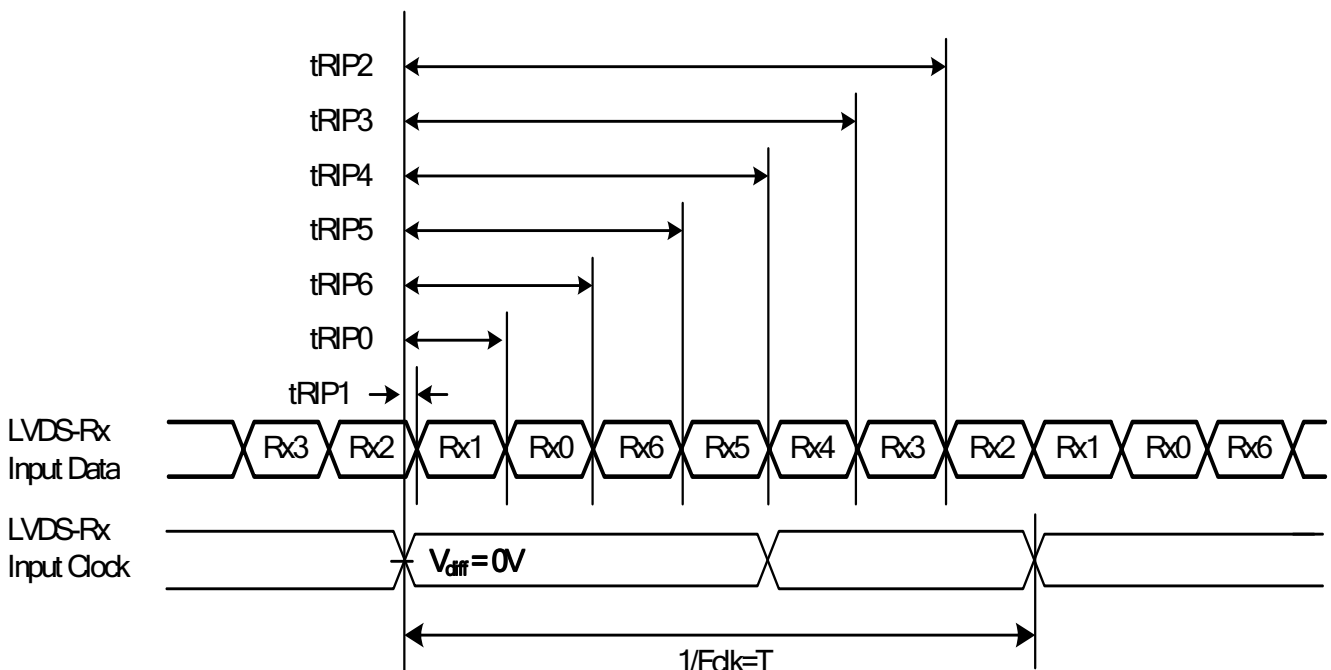 tRIP2
tRIP3
tRIP4
tRIP5
tRIP6
tRIP0
tRIP1
LVDS-Rx
Input Data
Rx3 Rx2 Rx1 Rx0 Rx6 Rx5 Rx4 Rx3 Rx2 Rx1 Rx0 Rx6
LVDS-Rx
Input Clock
Vdiff = 0V
1/Fclk=T